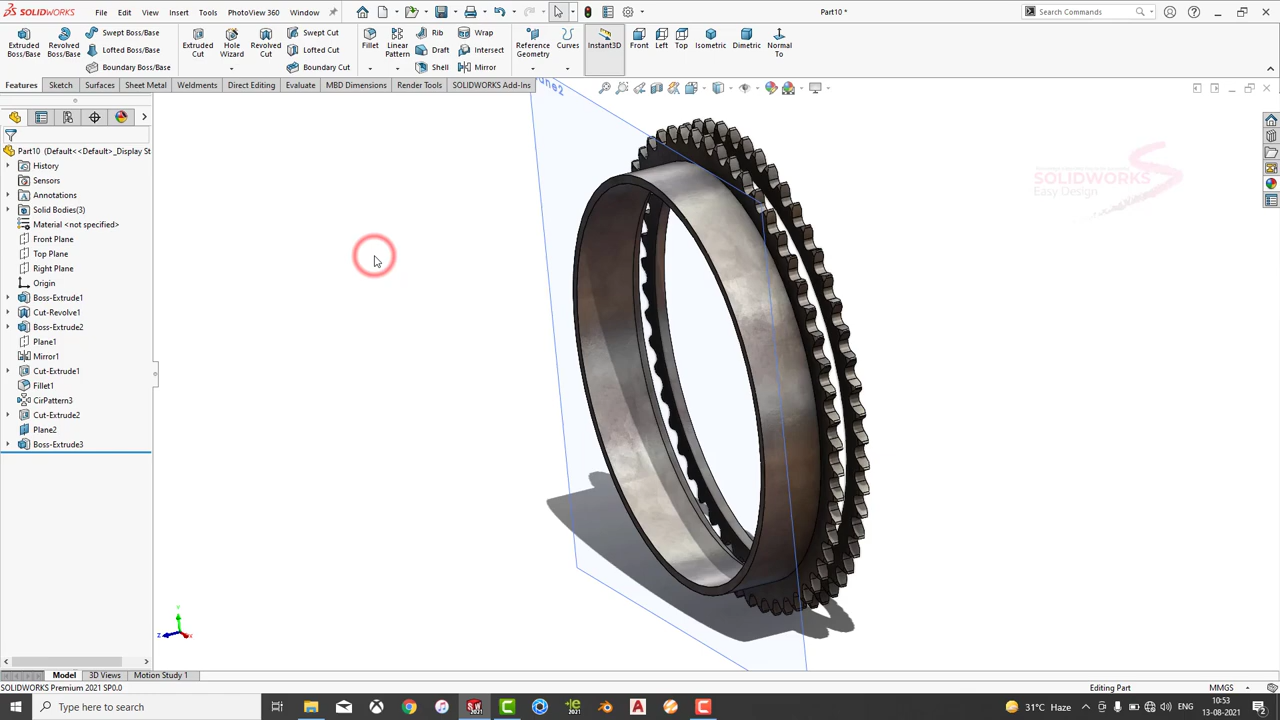 SOLIDWORKS
File
Edit
View
Insert
Tools
PhotoView 360
Window
Part10 *
Search Commands
Extruded Boss/Base
Revolved Boss/Base
Swept Boss/Base
Lofted Boss/Base
Boundary Boss/Base
Extruded Cut
Hole Wizard
Revolved Cut
Swept Cut
Lofted Cut
Boundary Cut
Fillet
Linear Pattern
Rib
Draft
Shell
Wrap
Intersect
Mirror
Reference Geometry
Curves
Instant3D
Front
Left
Top
Isometric
Dimetric
Normal To
Features
Sketch
Surfaces
Sheet Metal
Weldments
Direct Editing
Evaluate
MBD Dimensions
Render Tools
SOLIDWORKS Add-Ins
Part10 (Default<<Default>_Display St
History
Sensors
Annotations
Solid Bodies(3)
Material <not specified>
Front Plane
Top Plane
Right Plane
Origin
Boss-Extrude1
Cut-Revolve1
Boss-Extrude2
Plane1
Mirror1
Cut-Extrude1
Fillet1
CirPattern3
Cut-Extrude2
Plane2
Boss-Extrude3
SOLIDWORKS
Easy Design
Y
Z
X
Model
3D Views
Motion Study 1
SOLIDWORKS Premium 2021 SP0.0
Editing Part
MMGS
Type here to search
31°C Haze
ENG
10:53
13-08-2021